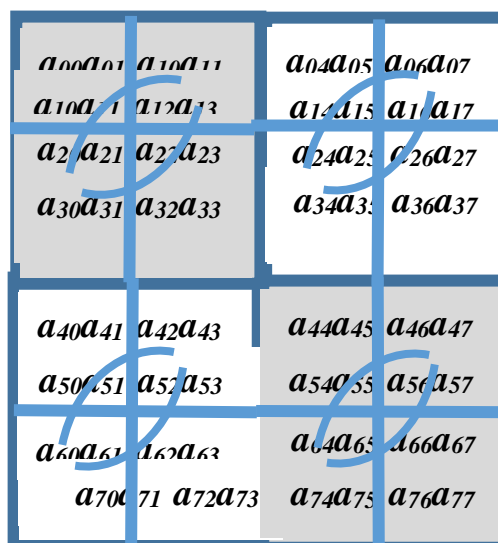 a00a01 a10a11 a04a05 a06a07
a10a11 a12a13 a14a15 a16a17
a20a21 a22a23 a24a25 a26a27
a30a31 a32a33 a34a35 a36a37
a40a41 a42a43 a44a45 a46a47
a50a51 a52a53 a54a55 a56a57
a60a61 a62a63 a64a65 a66a67
a70a71 a72a73 a74a75 a76a77